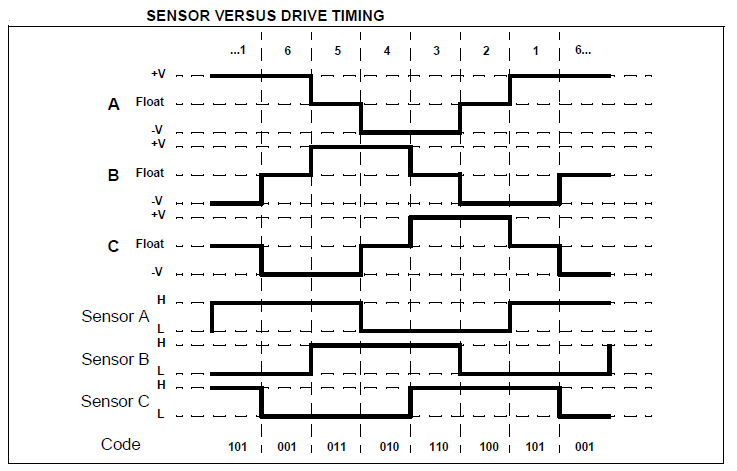 SENSOR VERSUS DRIVE TIMING
...1 6 5 4 3 2 1 6...
+V
A Float
-V
+V
B Float
-V
+V
C Float
-V
H
Sensor A
L
H
Sensor B
L
H
Sensor C
L
Code 101 001 011 010 110 100 101 001